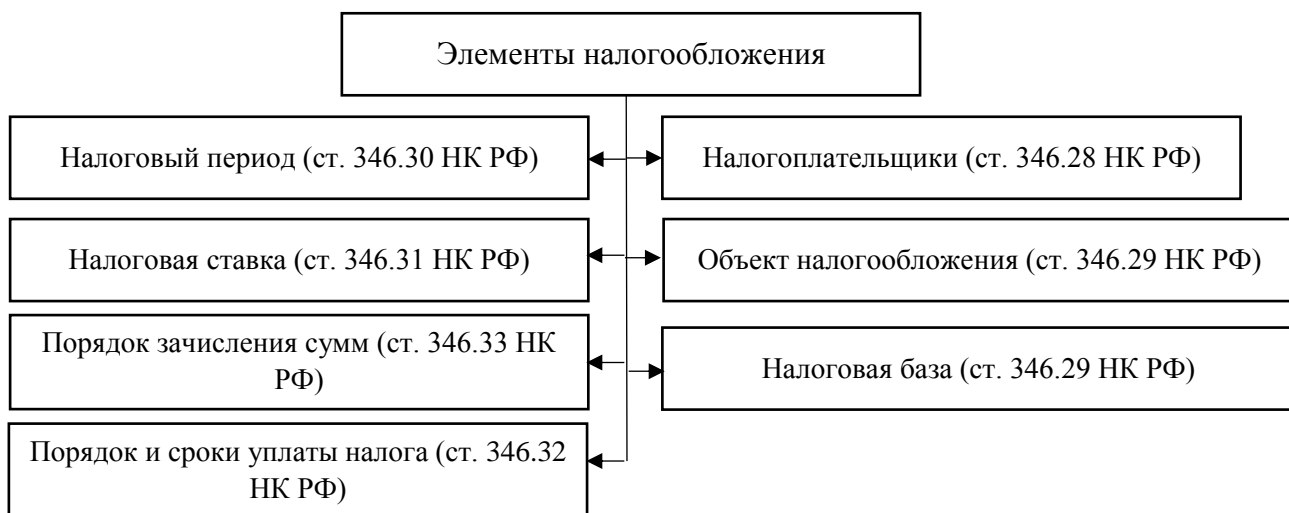 Элементы налогообложения
Налоговый период (ст. 346.30 НК РФ)
Налогоплательщики (ст. 346.28 НК РФ)
Налоговая ставка (ст. 346.31 НК РФ)
Объект налогообложения (ст. 346.29 НК РФ)
Порядок зачисления сумм (ст. 346.33 НК
РФ)
Налоговая база (ст. 346.29 НК РФ)
Порядок и сроки уплаты налога (ст. 346.32
НК РФ)